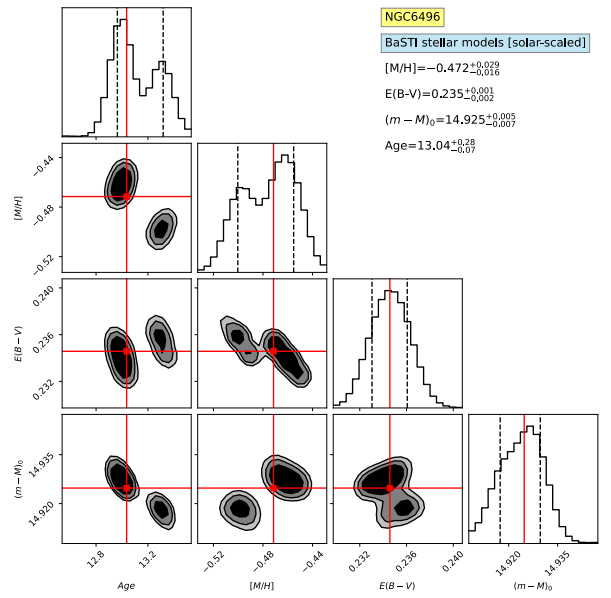 NGC6496
BaSTI stellar models [solar-scaled]
[M/H]=−0.472+0.029−0.016
E(B-V)=0.235+0.001−0.002
(m − M)0=14.925+0.005−0.007
Age=13.04+0.28−0.07
−0.44
−0.48
−0.52
[M/H]
0.240
0.236
0.232
E(B − V)
14.935
14.920
(m − M)0
12.8
13.2
Age
−0.52
−0.48
−0.44
[M/H]
0.232
0.236
0.240
E(B − V)
14.920
14.935
(m − M)0